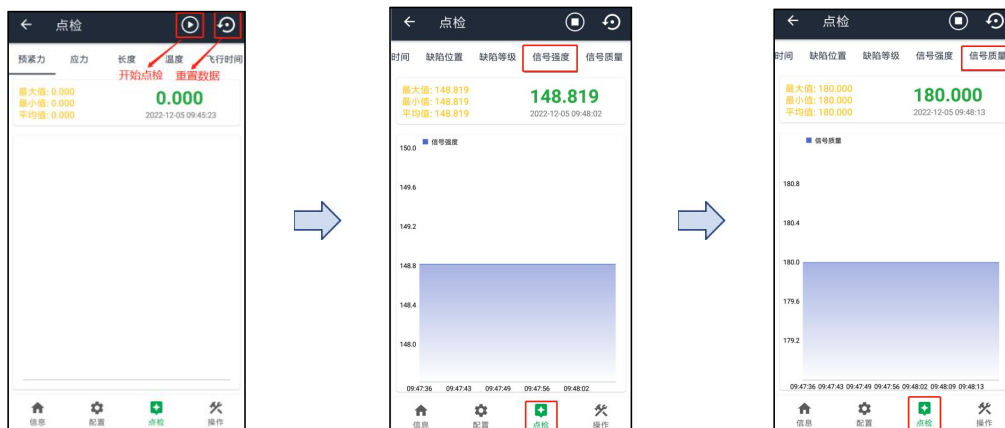 点检
预紧力 应力 长度 温度 飞行时间
开始点检 重置数据
最大值: 0.000
最小值: 0.000
平均值: 0.000
0.000
2022-12-05 09:45:23
信息 配置 点检 操作
点检
时间 缺陷位置 缺陷等级 信号强度 信号质量
最大值: 148.819
最小值: 148.819
平均值: 148.819
148.819
2022-12-05 09:48:02
信号强度
150.0
149.6
149.2
148.8
148.4
148.0
09:47:36 09:47:43 09:47:49 09:47:56 09:48:02
信息 配置 点检 操作
点检
时间 缺陷位置 缺陷等级 信号强度 信号质量
最大值: 180.000
最小值: 180.000
平均值: 180.000
180.000
2022-12-05 09:48:13
信号质量
180.8
180.4
180.0
179.6
179.2
09:47:36 09:47:43 09:47:49 09:47:56 09:48:02 09:48:09 09:48:13
信息 配置 点检 操作